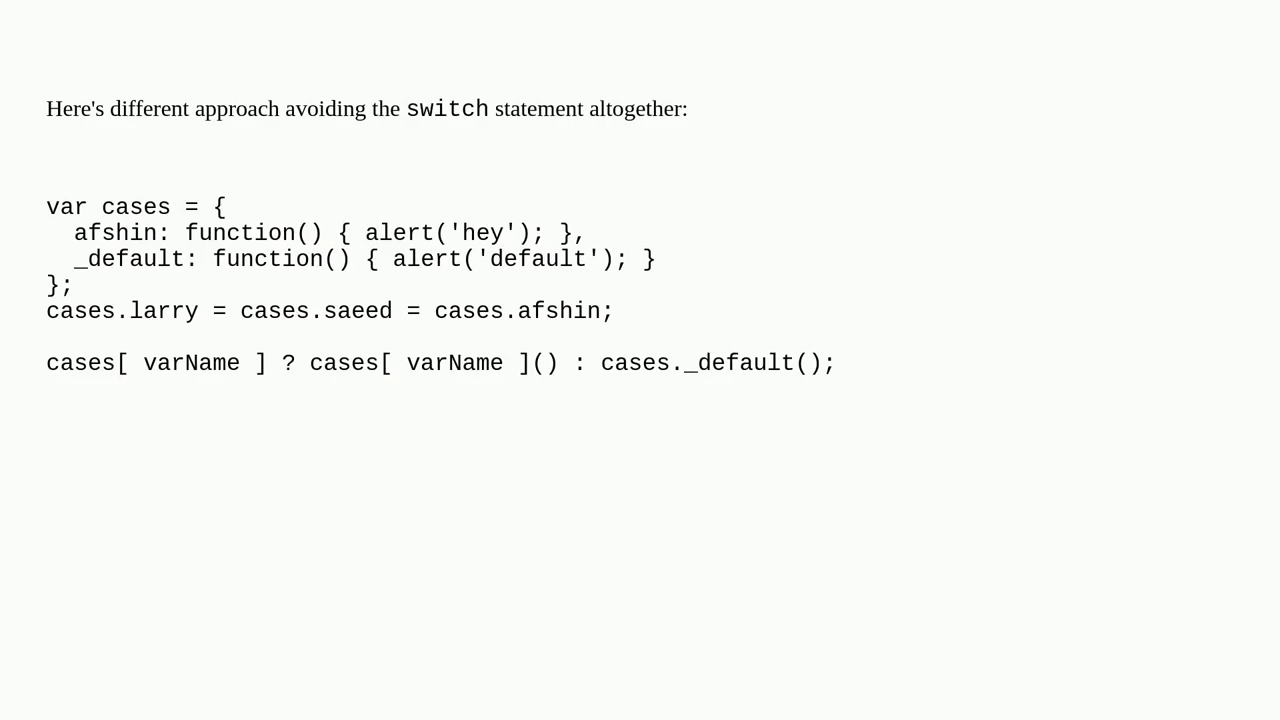 Here's different approach avoiding the switch statement altogether:
var cases = {
  afshin: function() { alert('hey'); },
  _default: function() { alert('default'); }
};
cases.larry = cases.saeed = cases.afshin;
cases[ varName ] ? cases[ varName ]() : cases._default();